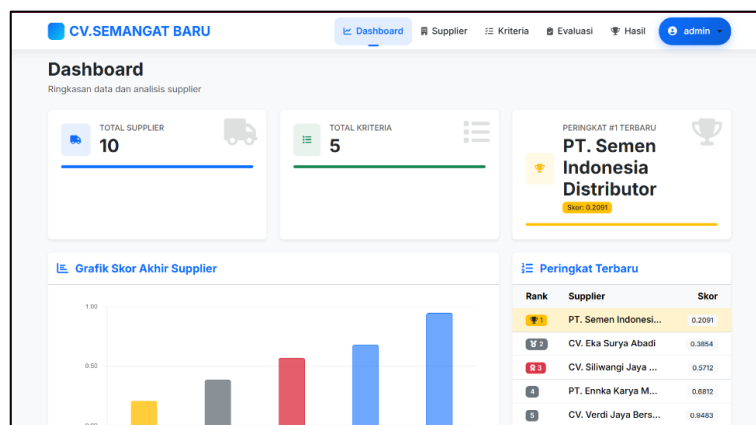 CV.SEMANGAT BARU
Dashboard
Supplier
Kriteria
Evaluasi
Hasil
admin
Dashboard
Ringkasan data dan analisis supplier
TOTAL SUPPLIER
10
TOTAL KRITERIA
5
PERINGKAT #1 TERBARU
PT. Semen
Indonesia
Distributor
Skor: 0.2091
Grafik Skor Akhir Supplier
1.00
0.50
0.00
Peringkat Terbaru
Rank Supplier Skor
1 PT. Semen Indonesi... 0.2091
2 CV. Eka Surya Abadi 0.3854
3 CV. Siliwangi Jaya ... 0.5712
4 PT. Ennka Karya M... 0.6812
5 CV. Verdi Jaya Bers... 0.9483